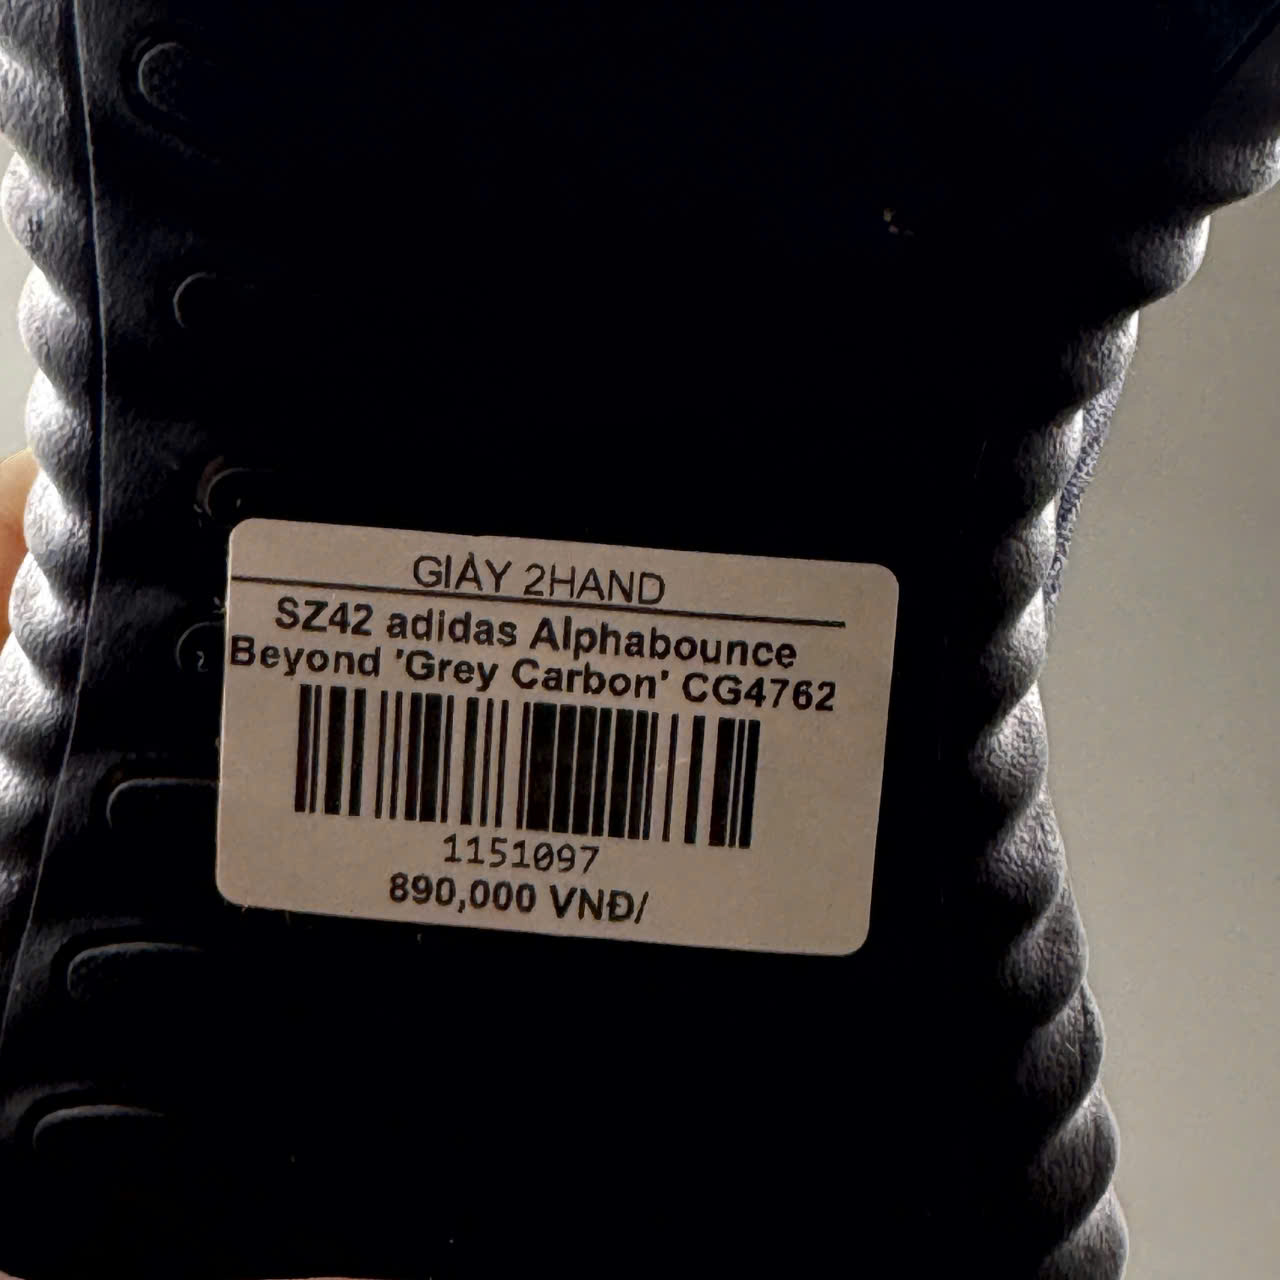 GIÀY 2HAND
SZ42 adidas Alphabounce
Beyond 'Grey Carbon' CG4762
1151097
890,000 VNĐ/